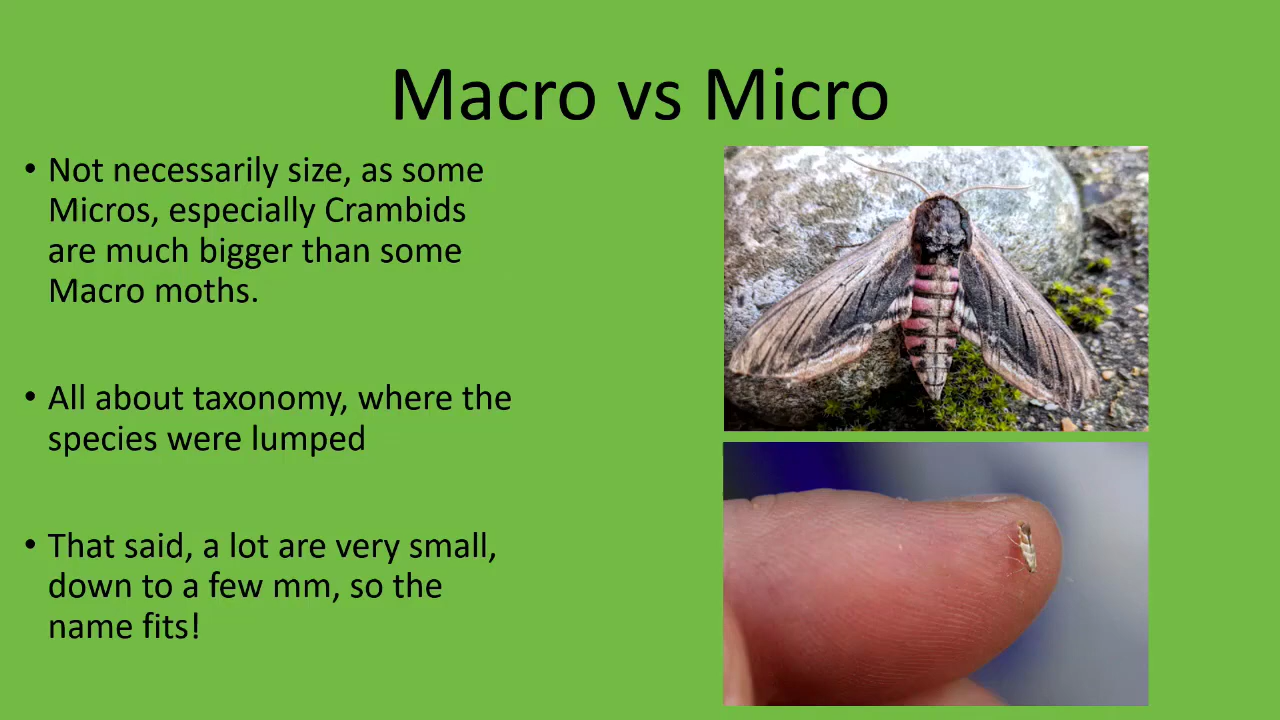 Macro vs Micro
• Not necessarily size, as some
Micros, especially Crambids
are much bigger than some
Macro moths.
• All about taxonomy, where the
species were lumped
• That said, a lot are very small,
down to a few mm, so the
name fits!